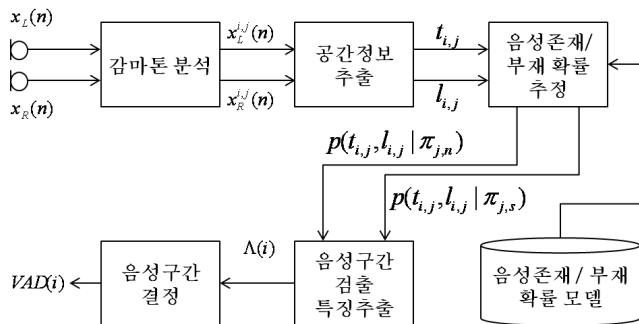 x_L(n)
x_R(n)
감마톤 분석
x_L^{i,j}(n)
x_R^{i,j}(n)
공간정보
추출
t_{i,j}
l_{i,j}
음성존재/
부재 확률
추정
p(t_{i,j}, l_{i,j} | π_{j,n})
p(t_{i,j}, l_{i,j} | π_{j,s})
VAD(i)
음성구간
결정
Λ(i)
음성구간
검출
특징추출
음성존재 / 부재
확률 모델